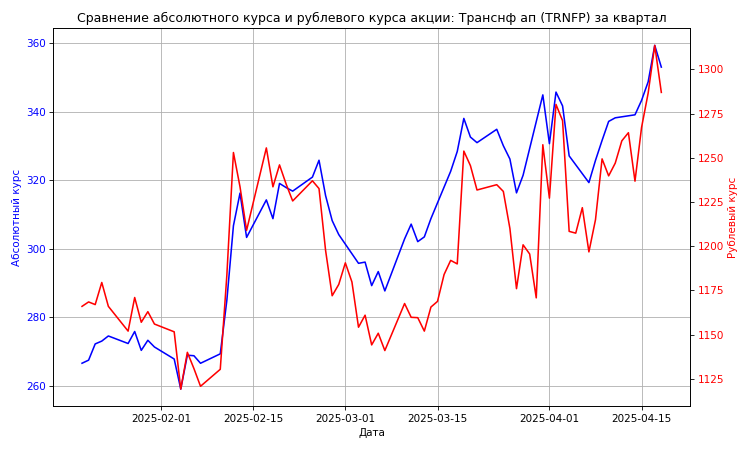 Сравнение абсолютного курса и рублевого курса акции: Транснф ап (TRNFP) за квартал
360
340
320
300
280
260
Абсолютный курс
1300
1275
1250
1225
1200
1175
1150
1125
Рублевый курс
2025-02-01 2025-02-15 2025-03-01 2025-03-15 2025-04-01 2025-04-15
Дата